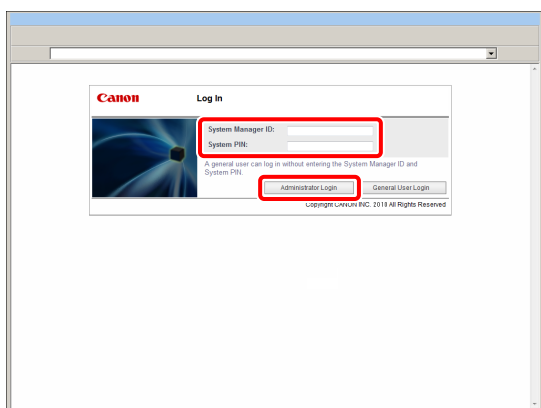 Canon
Log In
System Manager ID:
System PIN:
A general user can log in without entering the System Manager ID and
System PIN.
Administrator Login
General User Login
Copyright CANON INC. 2010 All Rights Reserved